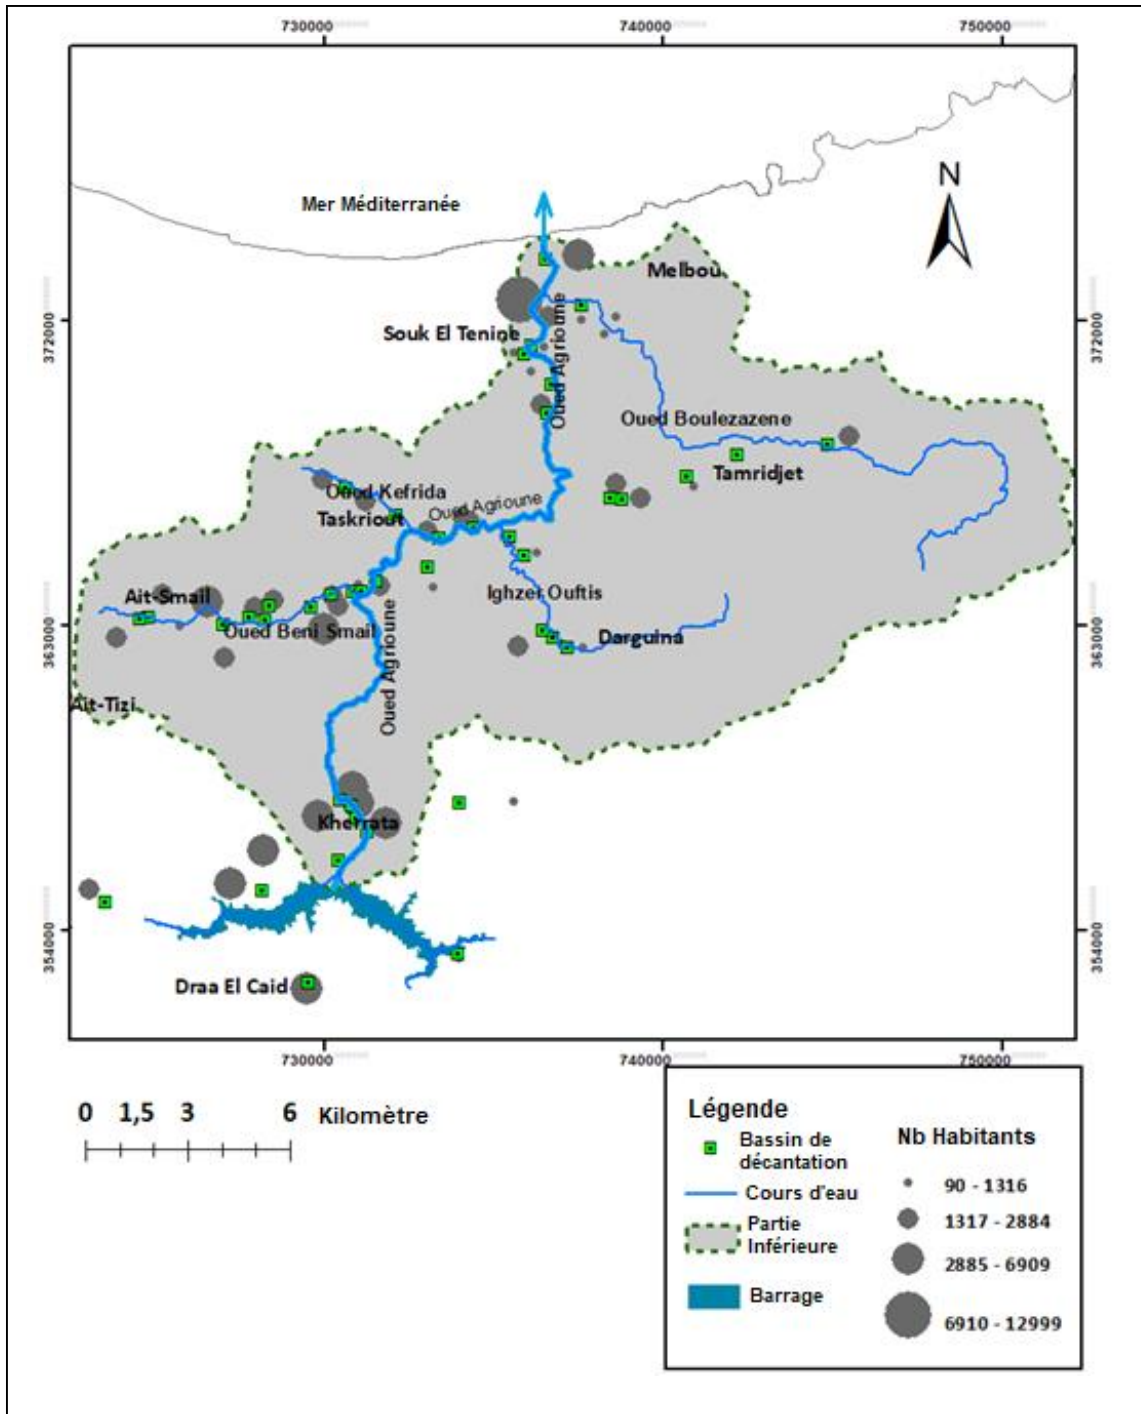 730000 740000 750000
N
Mer Méditerranée
Melbou
372000
372000
Souk El Tenine
Oued Agrioune
Oued Boulezazene
Tamridjet
Oued Kefrida
Oued Agrioune
Taskriout
Ait-Smail
Ighzer Ouftis
363000
363000
Oued Beni Smail
Darguina
Oued Agrioune
Ait-Tizi
Kherrata
354000
354000
Draa El Caid
730000 740000 750000
0 1,5 3 6 Kilomètre
Légende
Bassin de
décantation
Cours d'eau
Partie
Inférieure
Barrage
Nb Habitants
90 - 1316
1317 - 2884
2885 - 6909
6910 - 12999